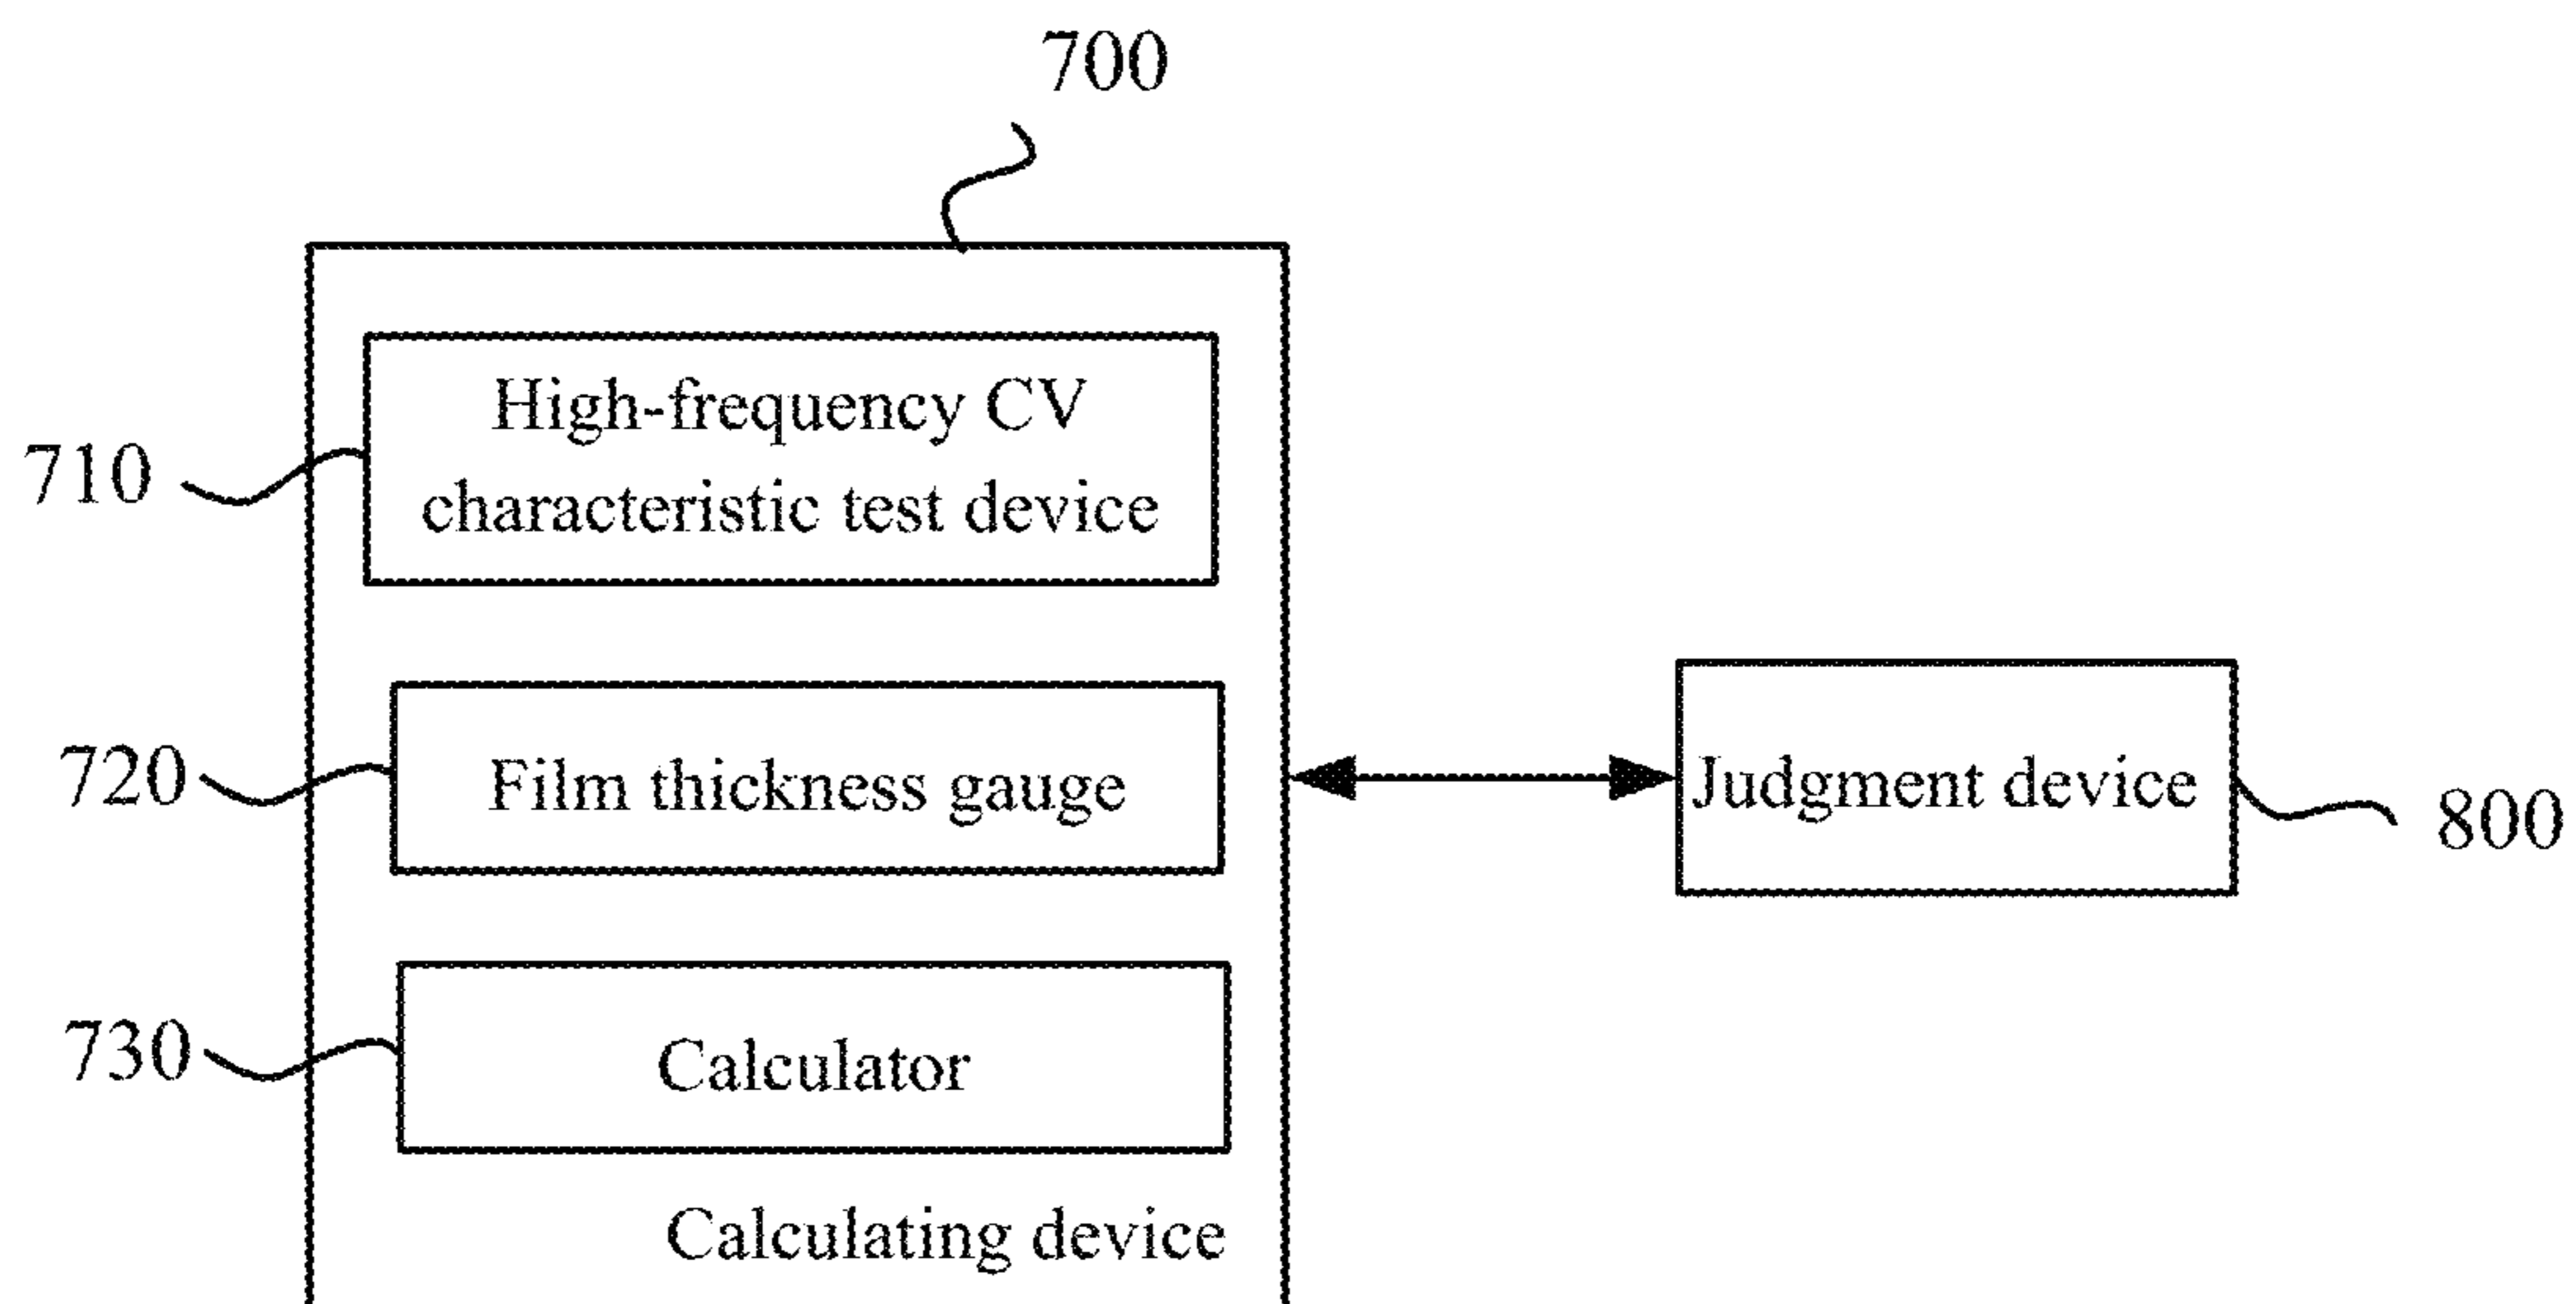 700
710
High-frequency CV
characteristic test device
720
Film thickness gauge
Judgment device
800
730
Calculator
Calculating device